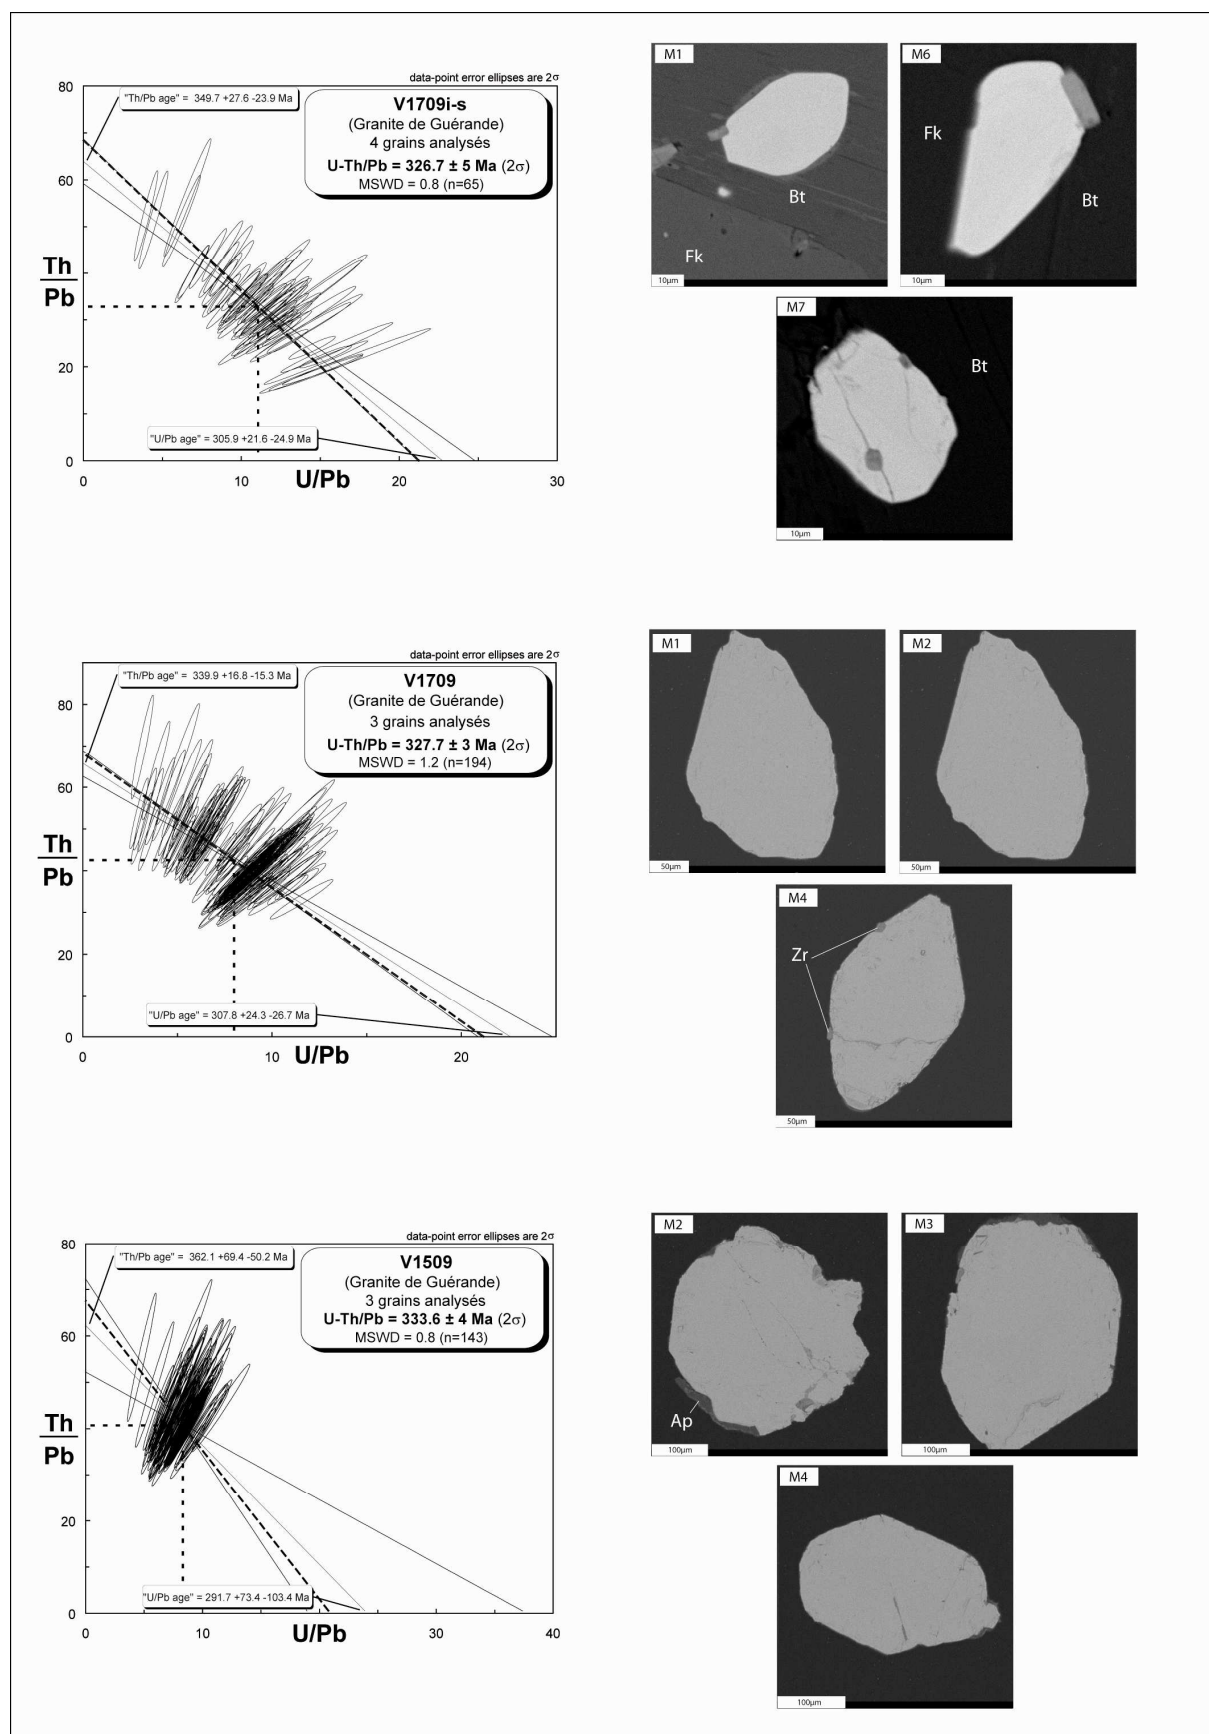 data-point error ellipses are 2σ
80
60
40
20
0
Th
Pb
"Th/Pb age" = 349.7 +27.6 -23.9 Ma
V1709i-s
(Granite de Guérande)
4 grains analysés
U-Th/Pb = 326.7 ± 5 Ma (2σ)
MSWD = 0.8 (n=65)
"U/Pb age" = 305.9 +21.6 -24.9 Ma
0 10 U/Pb 20 30
M1
Bt
Fk
10µm
M6
Fk
Bt
10µm
M7
Bt
10µm
data-point error ellipses are 2σ
80
60
40
20
0
Th
Pb
"Th/Pb age" = 339.9 +16.8 -15.3 Ma
V1709
(Granite de Guérande)
3 grains analysés
U-Th/Pb = 327.7 ± 3 Ma (2σ)
MSWD = 1.2 (n=194)
"U/Pb age" = 307.8 +24.3 -26.7 Ma
0 10 U/Pb 20
M1
50µm
M2
50µm
M4
Zr
50µm
data-point error ellipses are 2σ
80
60
40
20
0
Th
Pb
"Th/Pb age" = 362.1 +69.4 -50.2 Ma
V1509
(Granite de Guérande)
3 grains analysés
U-Th/Pb = 333.6 ± 4 Ma (2σ)
MSWD = 0.8 (n=143)
"U/Pb age" = 291.7 +73.4 -103.4 Ma
0 10 U/Pb 30 40
M2
Ap
100µm
M3
100µm
M4
100µm